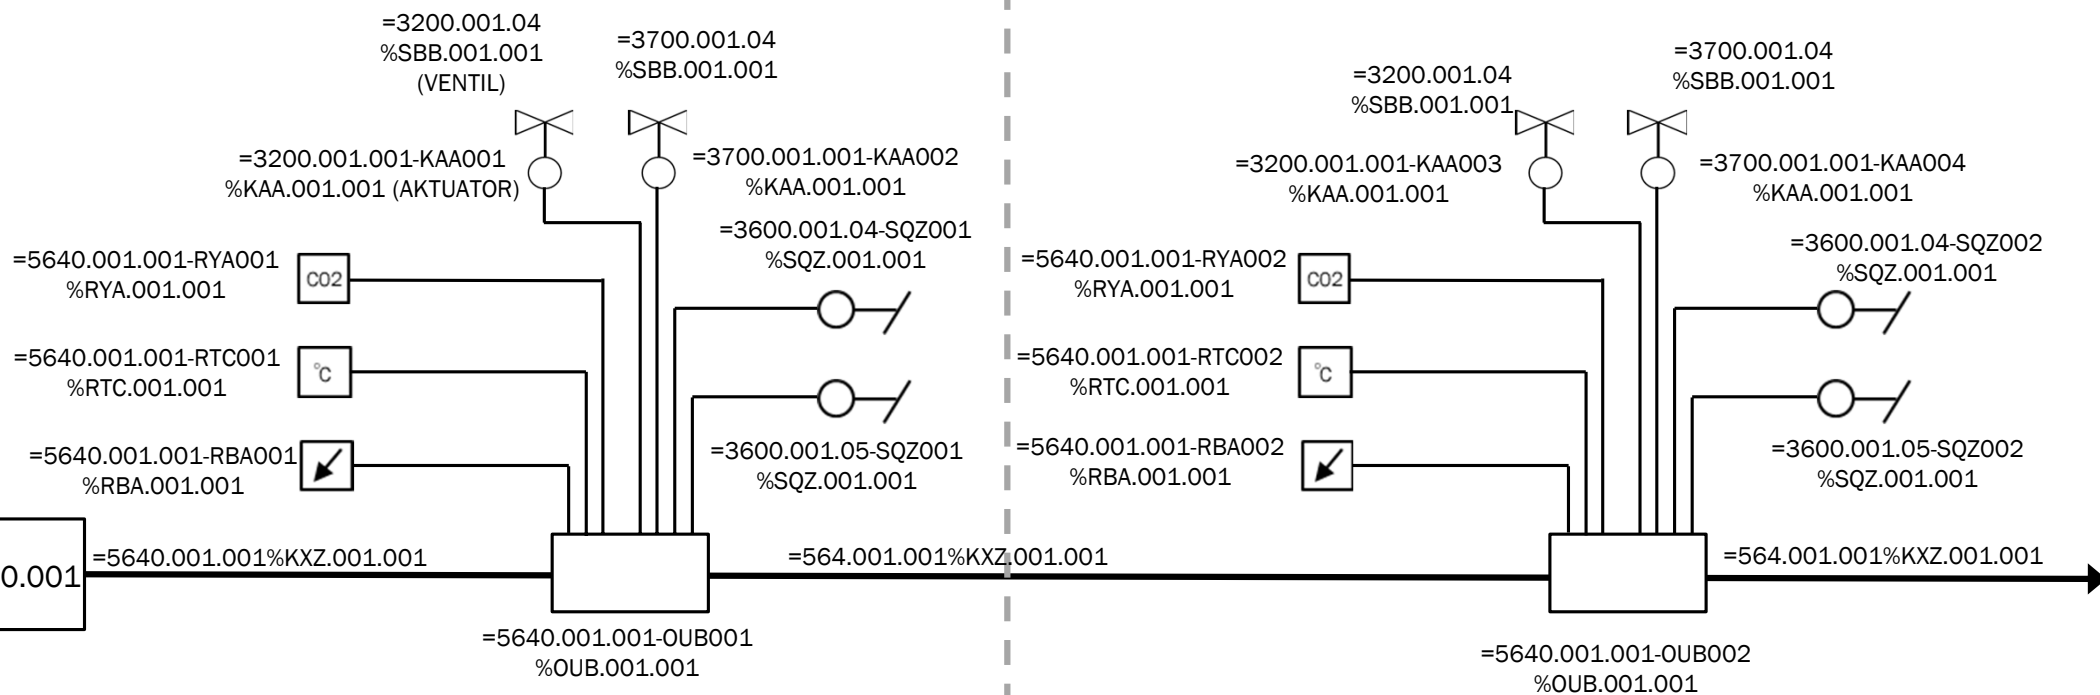 =3200.001.04
%SBB.001.001
(VENTIL)
=3700.001.04
%SBB.001.001
=3200.001.001-KAA001
%KAA.001.001 (AKTUATOR)
=3700.001.001-KAA002
%KAA.001.001
=3600.001.04-SQZ001
%SQZ.001.001
=5640.001.001-RYA001
%RYA.001.001
CO2
=5640.001.001-RTC001
%RTC.001.001
°C
=5640.001.001-RBA001
%RBA.001.001
=3600.001.05-SQZ001
%SQZ.001.001
0.001
=5640.001.001%KXZ.001.001
=564.001.001%KXZ.001.001
=5640.001.001-OUB001
%OUB.001.001
=3200.001.04
%SBB.001.001
=3700.001.04
%SBB.001.001
=3200.001.001-KAA003
%KAA.001.001
=3700.001.001-KAA004
%KAA.001.001
=3600.001.04-SQZ002
%SQZ.001.001
=5640.001.001-RYA002
%RYA.001.001
CO2
=5640.001.001-RTC002
%RTC.001.001
°C
=5640.001.001-RBA002
%RBA.001.001
=3600.001.05-SQZ002
%SQZ.001.001
=564.001.001%KXZ.001.001
=5640.001.001-OUB002
%OUB.001.001